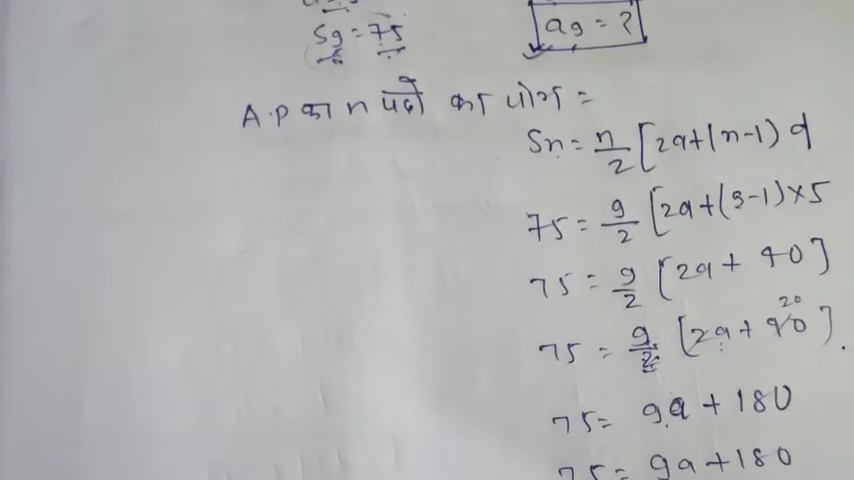 S9 = 75
a9 = ?
A.P का n पदों का योग =
Sn = n/2 [2a+(n-1) d
75 = 9/2 [2a+(9-1)×5
75 = 9/2 [2a + 40]
75 = 9/2 [2a + 40] 20
75 = 9a + 180
75 = 9a + 180